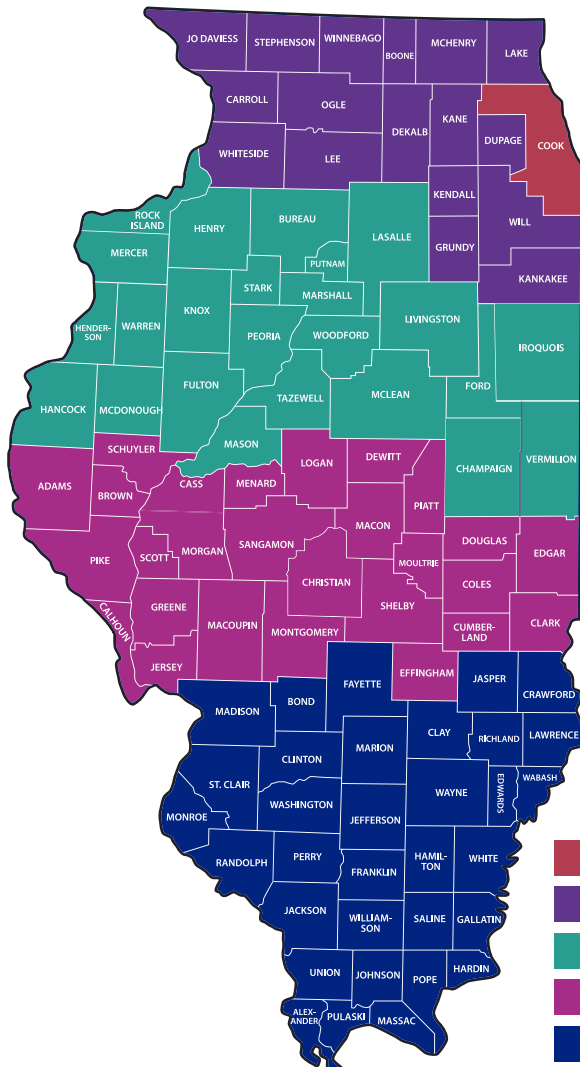 JO DAVIESS
STEPHENSON
WINNEBAGO
BOONE
MCHENRY
LAKE
CARROLL
OGLE
DEKALB
KANE
DUPAGE
COOK
WHITESIDE
LEE
KENDALL
WILL
GRUNDY
KANKAKEE
ROCK
ISLAND
HENRY
BUREAU
LASALLE
PUTNAM
MERCER
STARK
MARSHALL
KNOX
HENDER-
SON
WARREN
PEORIA
WOODFORD
LIVINGSTON
IROQUOIS
FORD
HANCOCK
MCDONOUGH
FULTON
TAZEWELL
MCLEAN
MASON
CHAMPAIGN
VERMILION
SCHUYLER
ADAMS
BROWN
CASS
MENARD
LOGAN
DEWITT
PIATT
MACON
PIKE
SCOTT
MORGAN
SANGAMON
CHRISTIAN
MOULTRIE
DOUGLAS
EDGAR
COLES
GREENE
CALHOUN
JERSEY
MACOUPIN
MONTGOMERY
SHELBY
CUMBER-
LAND
CLARK
EFFINGHAM
FAYETTE
JASPER
CRAWFORD
MADISON
BOND
CLAY
RICHLAND
LAWRENCE
MARION
CLINTON
ST. CLAIR
WASHINGTON
MONROE
JEFFERSON
WAYNE
EDWARDS
WABASH
RANDOLPH
PERRY
FRANKLIN
HAMIL-
TON
WHITE
JACKSON
WILLIAM-
SON
SALINE
GALLATIN
UNION
JOHNSON
POPE
HARDIN
ALEX-
ANDER
PULASKI
MASSAC